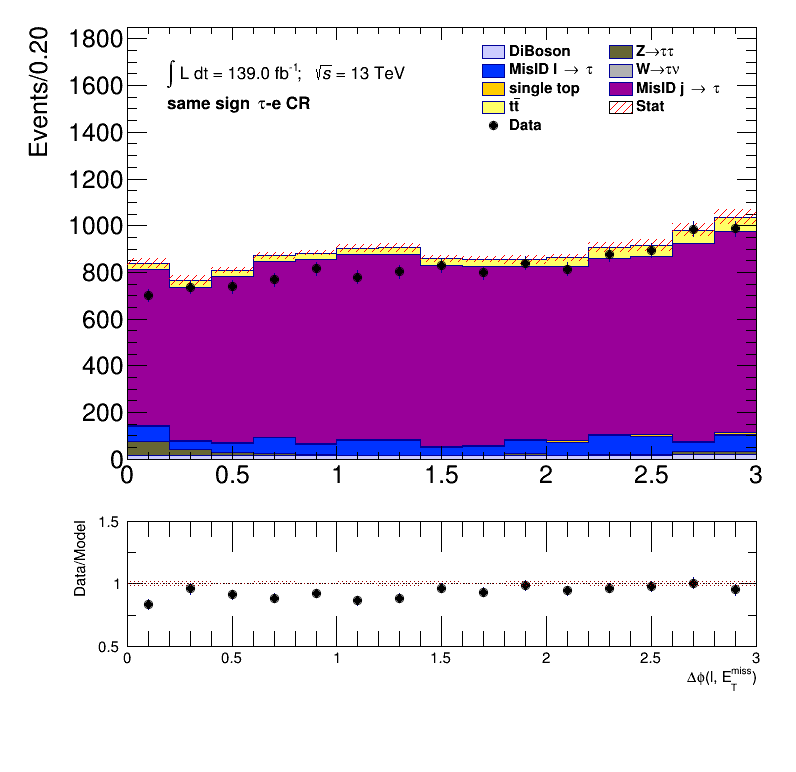 Events/0.20
1800
1600
1400
1200
1000
800
600
400
200
0
∫ L dt = 139.0 fb⁻¹; √s = 13 TeV
same sign τ-e CR
DiBoson
Z→ττ
MisID l → τ
W→τν
single top
MisID j → τ
tt̄
Stat
Data
0 0.5 1 1.5 2 2.5 3
Data/Model
1.5
1
0.5
0 0.5 1 1.5 2 2.5 3
Δϕ(l, E_T^miss)